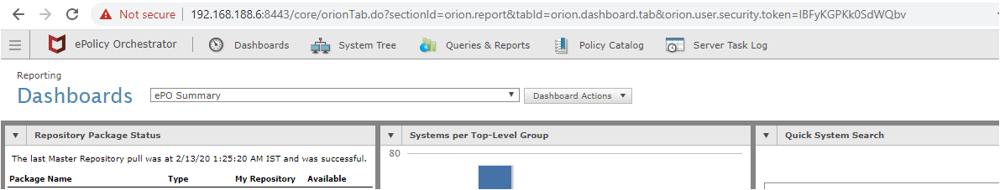 Not secure 192.168.188.6:8443/core/orionTab.do?sectionId=orion.report&tabId=orion.dashboard.tab&orion.user.security.token=IBFyKGPKk0SdWQbv
ePolicy Orchestrator Dashboards System Tree Queries & Reports Policy Catalog Server Task Log
Reporting
Dashboards ePO Summary Dashboard Actions
Repository Package Status Systems per Top-Level Group Quick System Search
The last Master Repository pull was at 2/13/20 1:25:20 AM IST and was successful. 80
Package Name Type My Repository Available